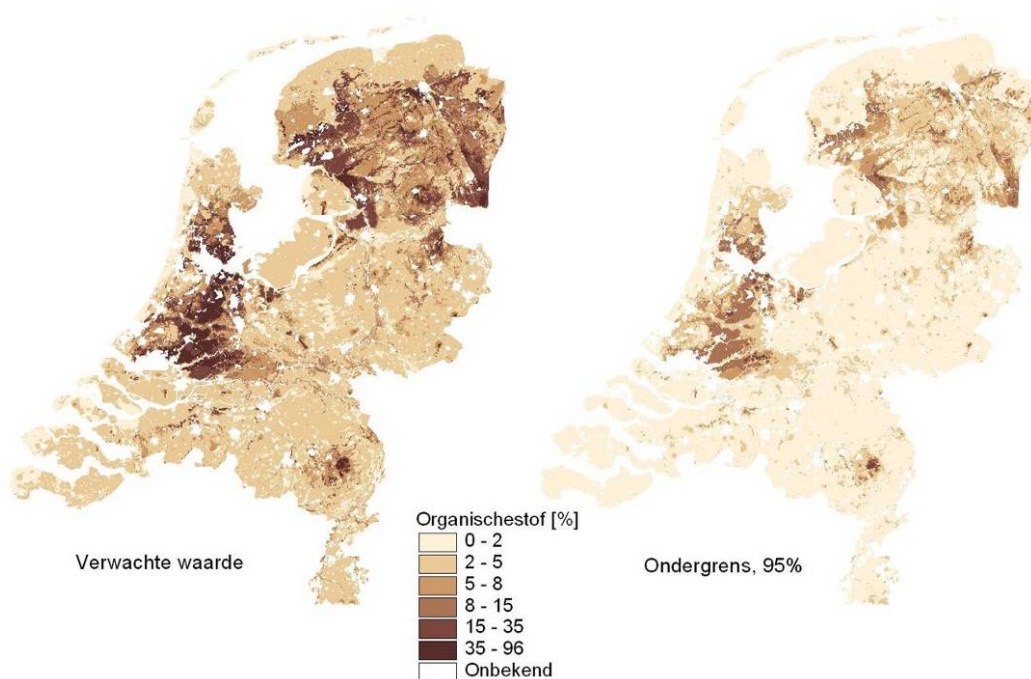 Verwachte waarde
Organischestof [%]
0 - 2
2 - 5
5 - 8
8 - 15
15 - 35
35 - 96
Onbekend
Ondergrens, 95%